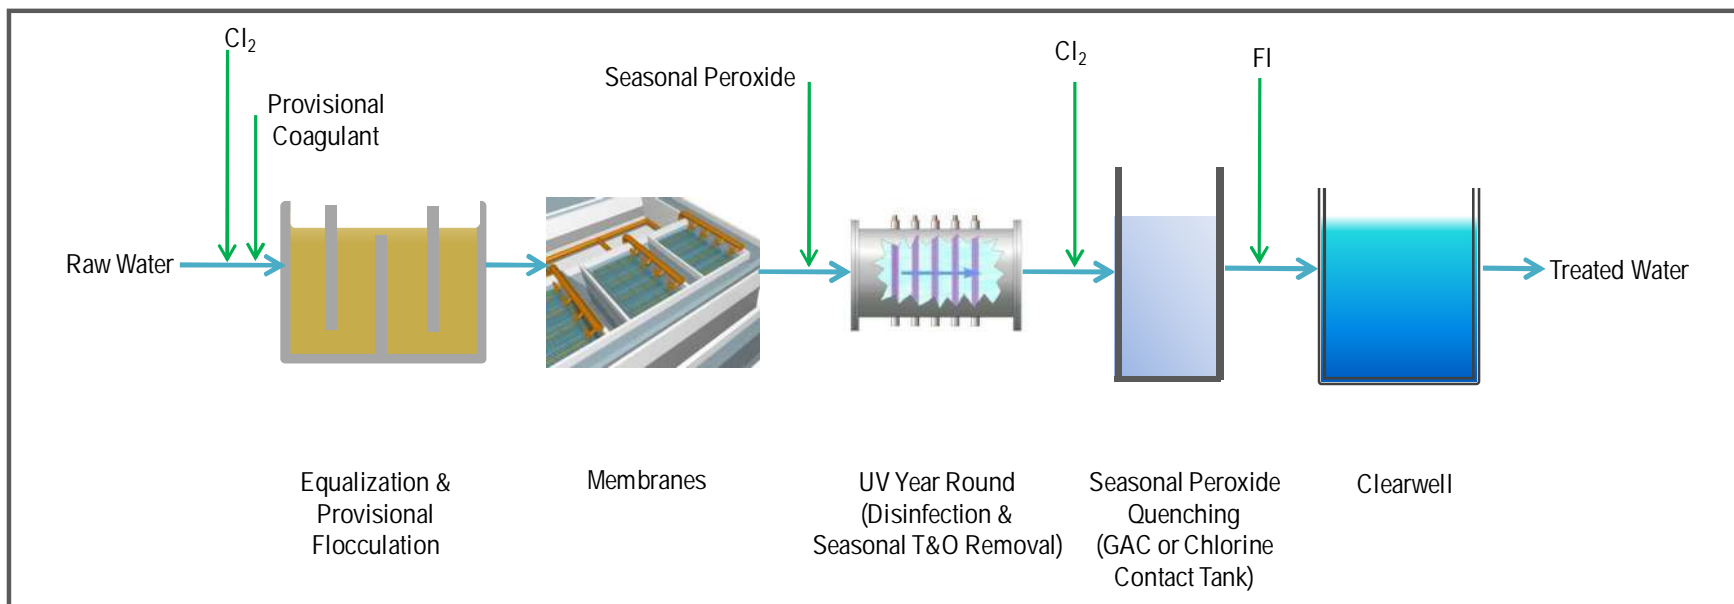 Cl₂
Provisional
Coagulant
Seasonal Peroxide
Cl₂
Fl
Raw Water
Treated Water
Equalization &
Provisional
Flocculation
Membranes
UV Year Round
(Disinfection &
Seasonal T&O Removal)
Seasonal Peroxide
Quenching
(GAC or Chlorine
Contact Tank)
Clearwell